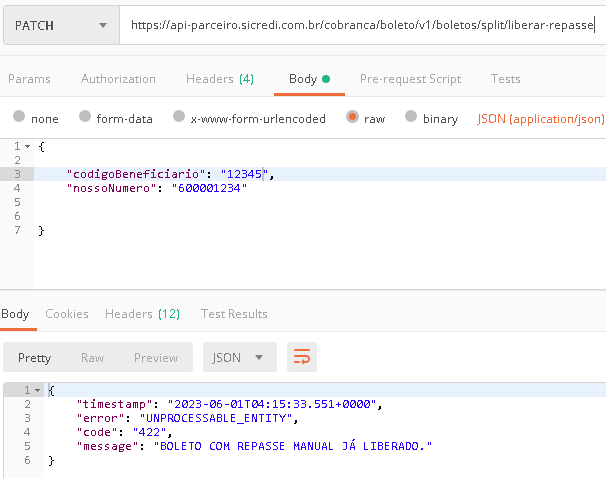 PATCH https://api-parceiro.sicredi.com.br/cobranca/boleto/v1/boletos/split/liberar-repasse
Params Authorization Headers (4) Body Pre-request Script Tests
none form-data x-www-form-urlencoded raw binary JSON (application/json)
1 {
2
3 "codigoBeneficiario": "12345",
4 "nossoNumero": "600001234"
5
6
7 }
Body Cookies Headers (12) Test Results
Pretty Raw Preview JSON
1 {
2 "timestamp": "2023-06-01T04:15:33.551+0000",
3 "error": "UNPROCESSABLE_ENTITY",
4 "code": "422",
5 "message": "BOLETO COM REPASSE MANUAL JÁ LIBERADO."
6 }